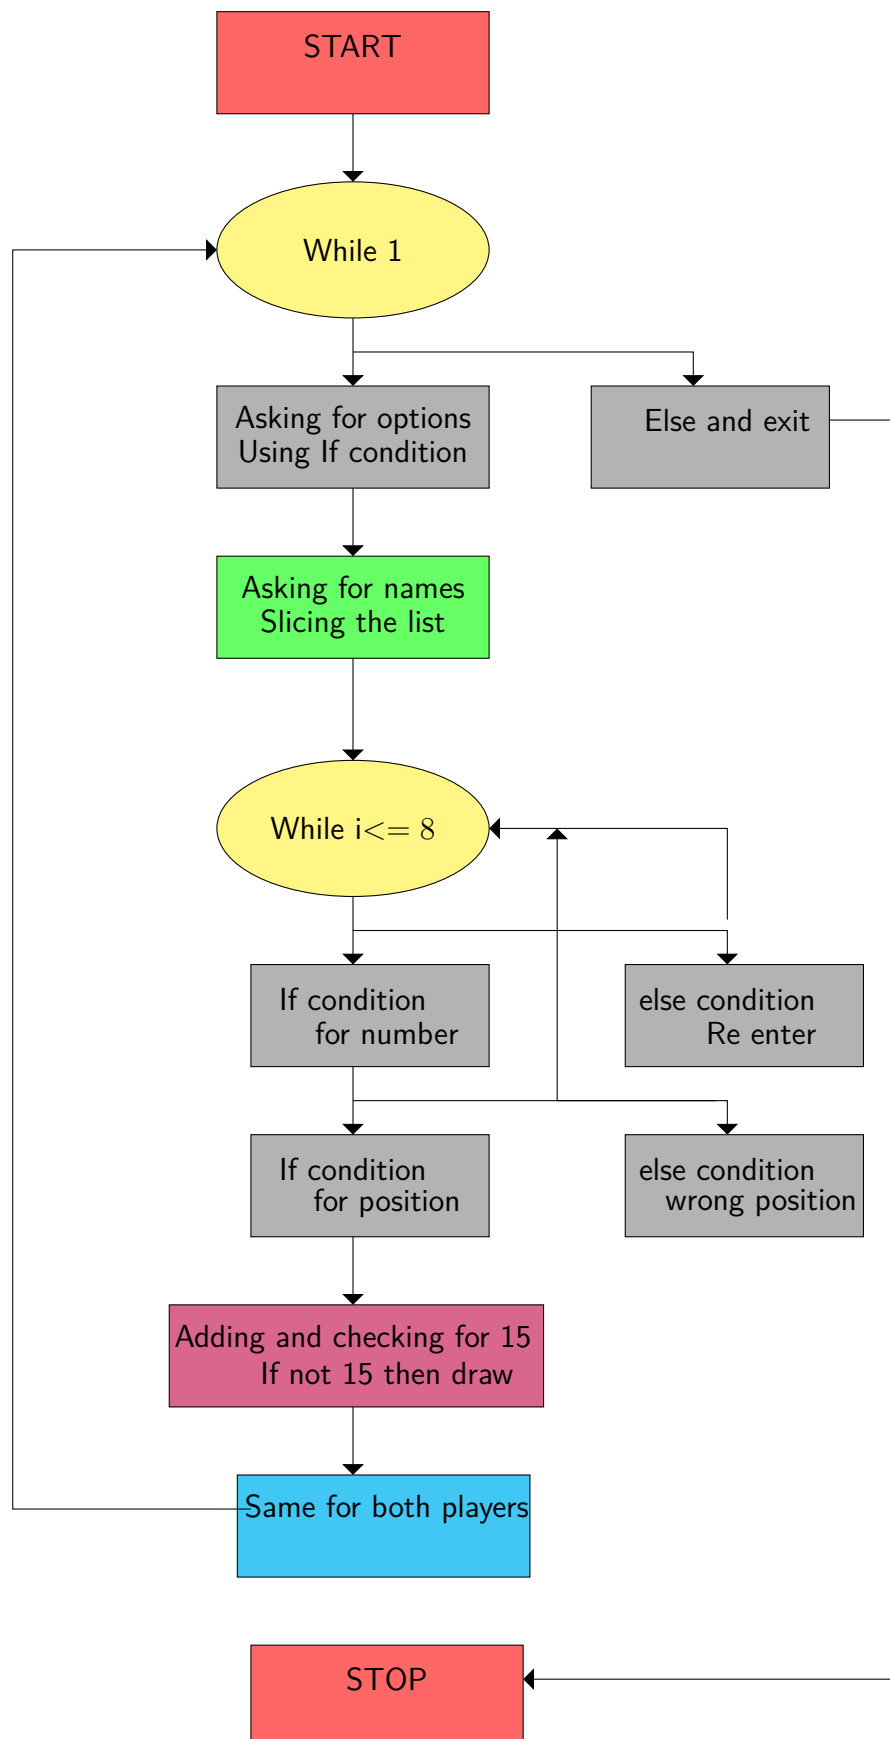 START
While 1
Asking for options
Using If condition
Else and exit
Asking for names
Slicing the list
While i<= 8
If condition
for number
else condition
Re enter
If condition
for position
else condition
wrong position
Adding and checking for 15
If not 15 then draw
Same for both players
STOP